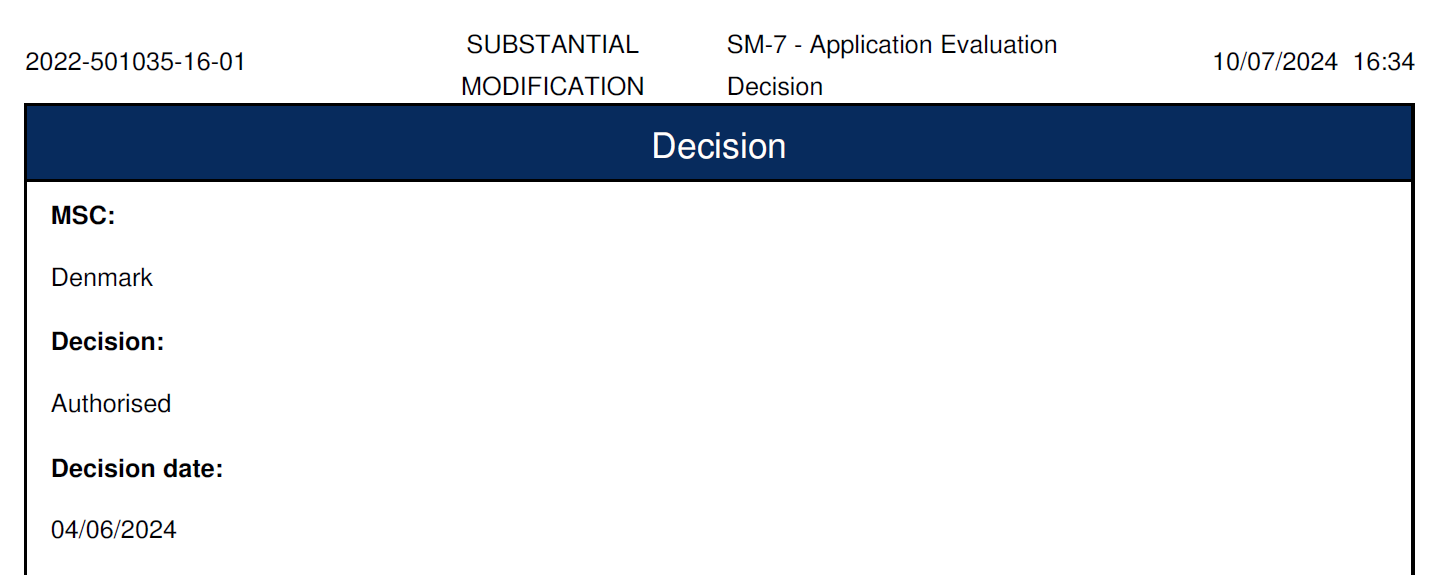 2022-501035-16-01
SUBSTANTIAL
MODIFICATION
SM-7 - Application Evaluation
Decision
10/07/2024 16:34
Decision
MSC:
Denmark
Decision:
Authorised
Decision date:
04/06/2024